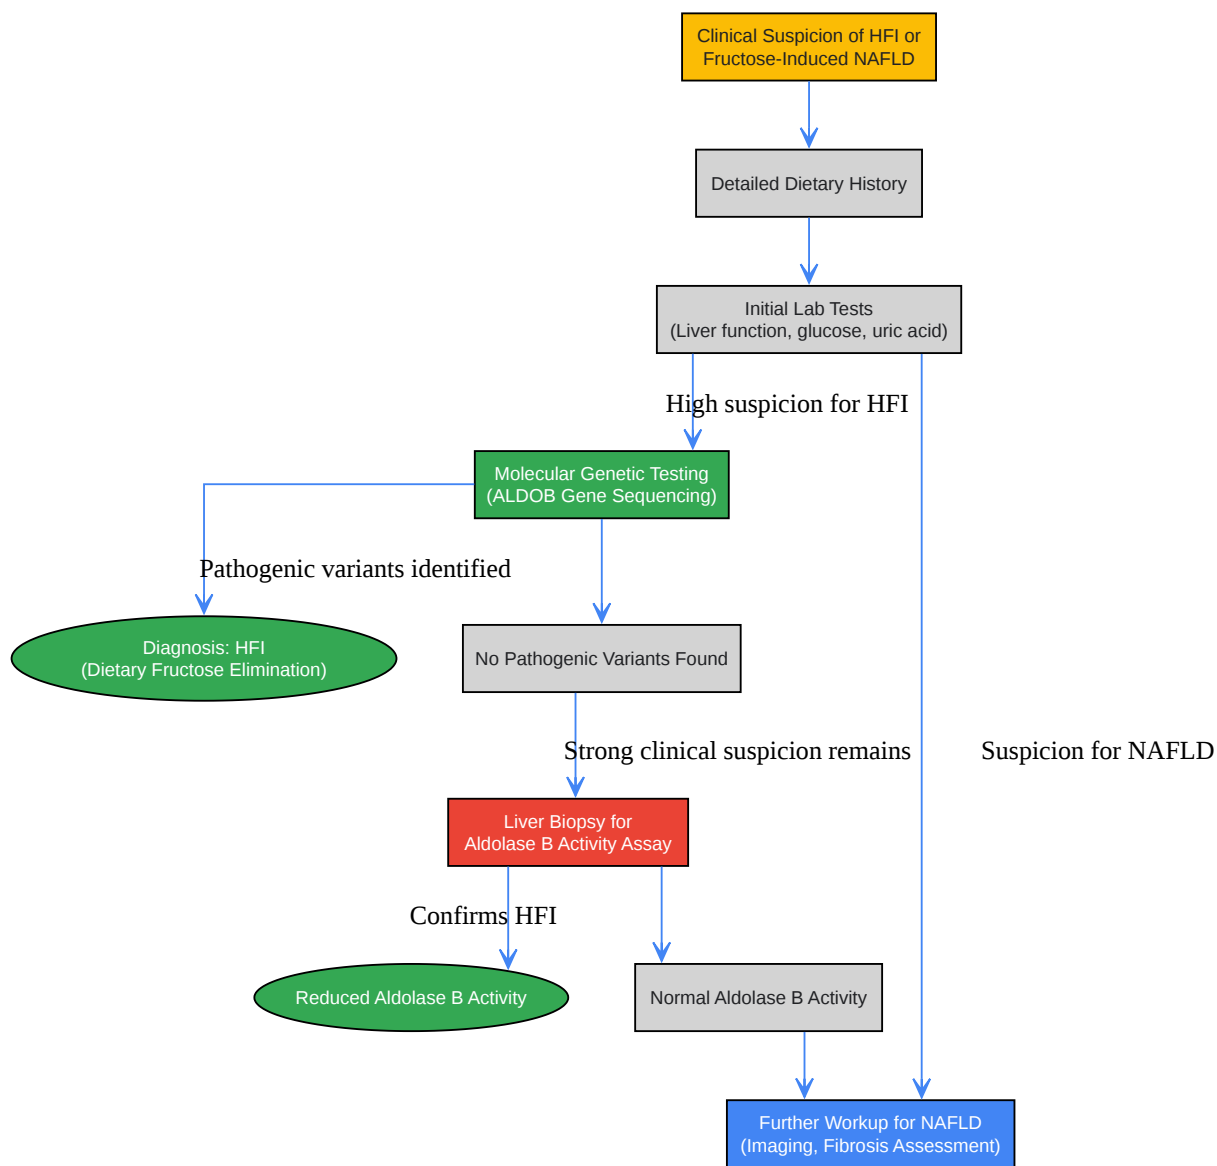 Clinical Suspicion of HFI or
Fructose-Induced NAFLD
Detailed Dietary History
Initial Lab Tests
(Liver function, glucose, uric acid)
High suspicion for HFI
Molecular Genetic Testing
(ALDOB Gene Sequencing)
Pathogenic variants identified
Diagnosis: HFI
(Dietary Fructose Elimination)
No Pathogenic Variants Found
Strong clinical suspicion remains
Suspicion for NAFLD
Liver Biopsy for
Aldolase B Activity Assay
Confirms HFI
Reduced Aldolase B Activity
Normal Aldolase B Activity
Further Workup for NAFLD
(Imaging, Fibrosis Assessment)